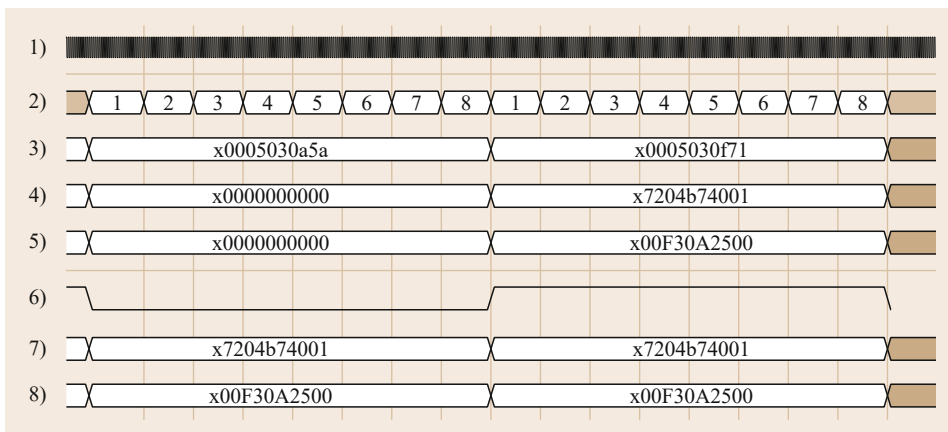 1)
2) 1 2 3 4 5 6 7 8 1 2 3 4 5 6 7 8
3) x0005030a5a x0005030f71
4) x0000000000 x7204b74001
5) x0000000000 x00F30A2500
6)
7) x7204b74001 x7204b74001
8) x00F30A2500 x00F30A2500